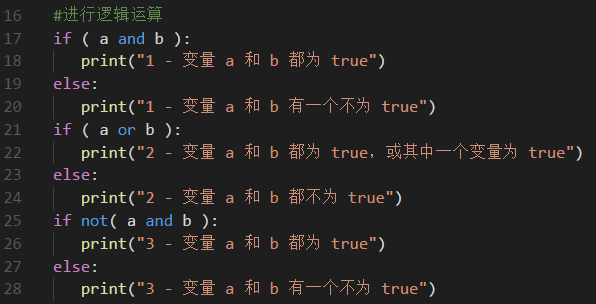 16 #进行逻辑运算
17 if ( a and b ):
18 print("1 - 变量 a 和 b 都为 true")
19 else:
20 print("1 - 变量 a 和 b 有一个不为 true")
21 if ( a or b ):
22 print("2 - 变量 a 和 b 都为 true，或其中一个变量为 true")
23 else:
24 print("2 - 变量 a 和 b 都不为 true")
25 if not( a and b ):
26 print("3 - 变量 a 和 b 都为 true")
27 else:
28 print("3 - 变量 a 和 b 有一个不为 true")